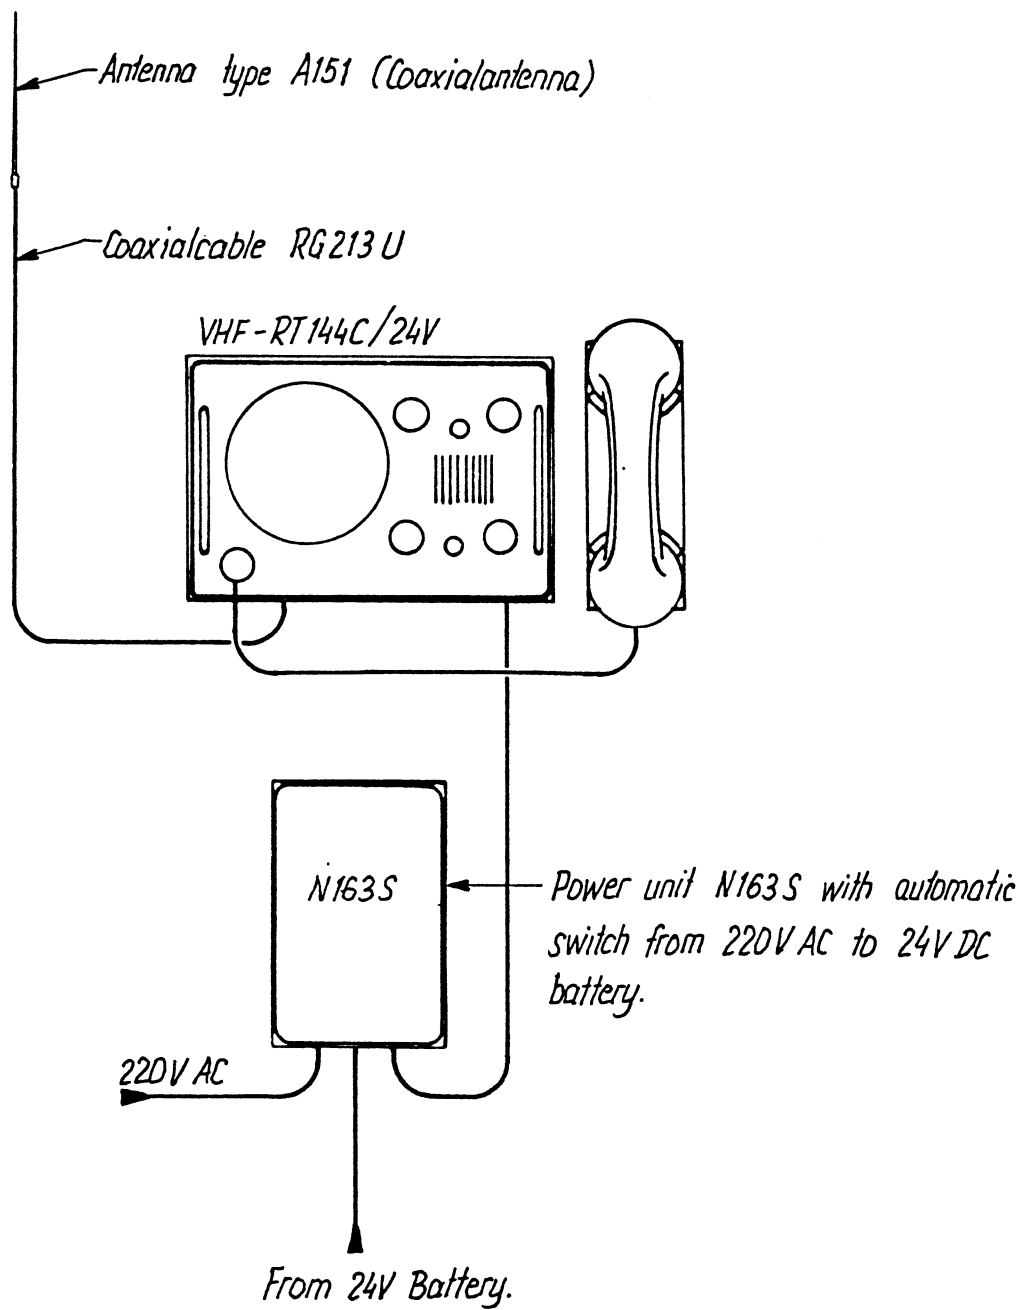 Antenna type A151 (Coaxialantenna)
Coaxialcable RG213U
VHF-RT144C/24V
N163S
Power unit N163S with automatic
switch from 220V AC to 24V DC
battery.
220V AC
From 24V Battery.